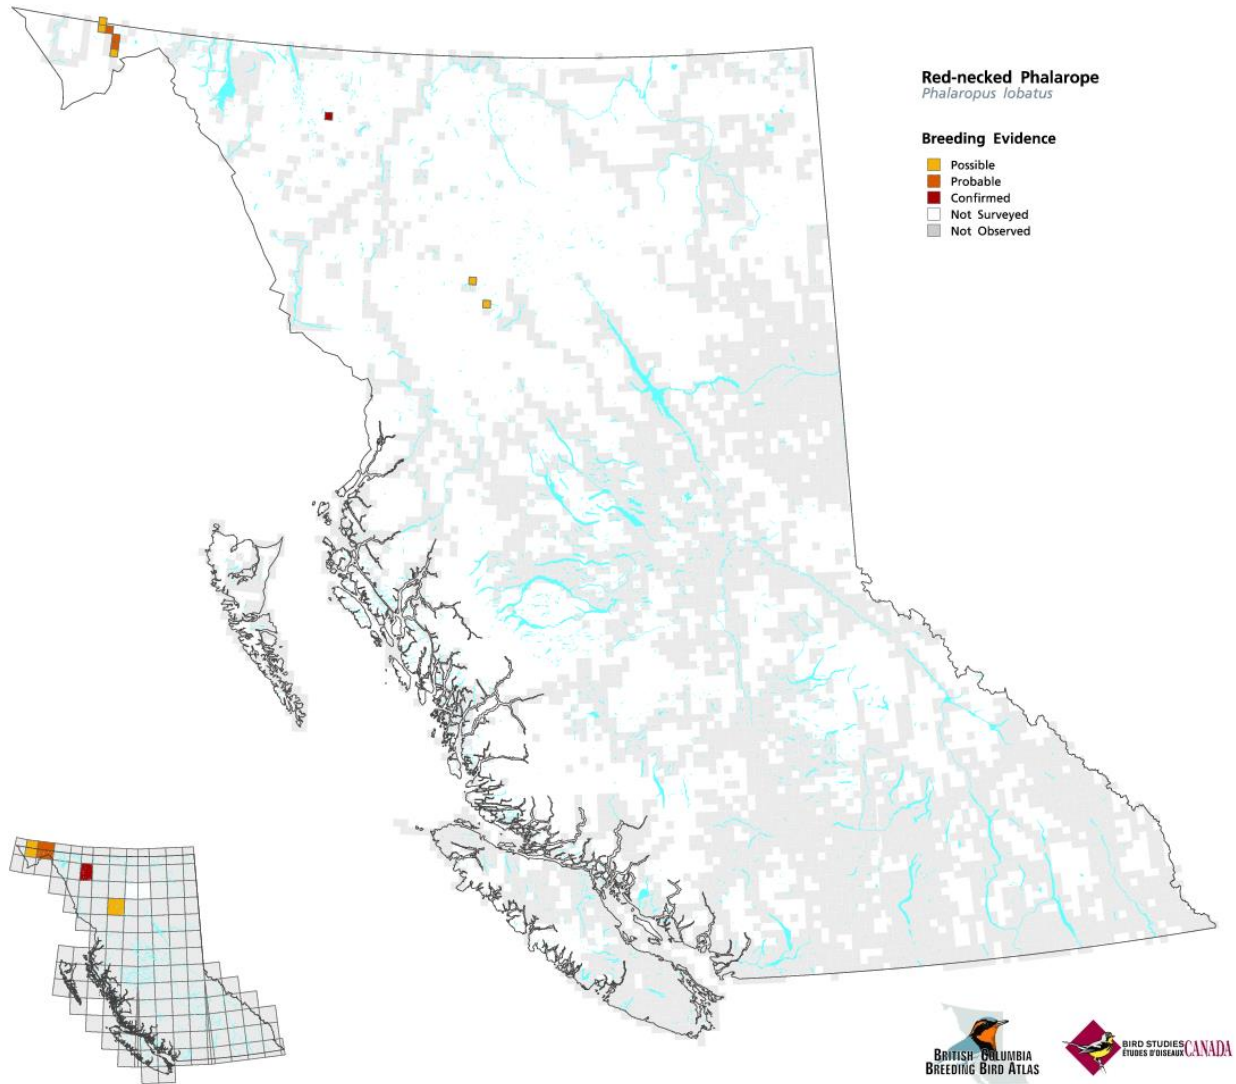 Red-necked Phalarope
Phalaropus lobatus
Breeding Evidence
Possible
Probable
Confirmed
Not Surveyed
Not Observed
BRITISH COLUMBIA
BREEDING BIRD ATLAS
BIRD STUDIES
ÉTUDES D'OISEAUX CANADA